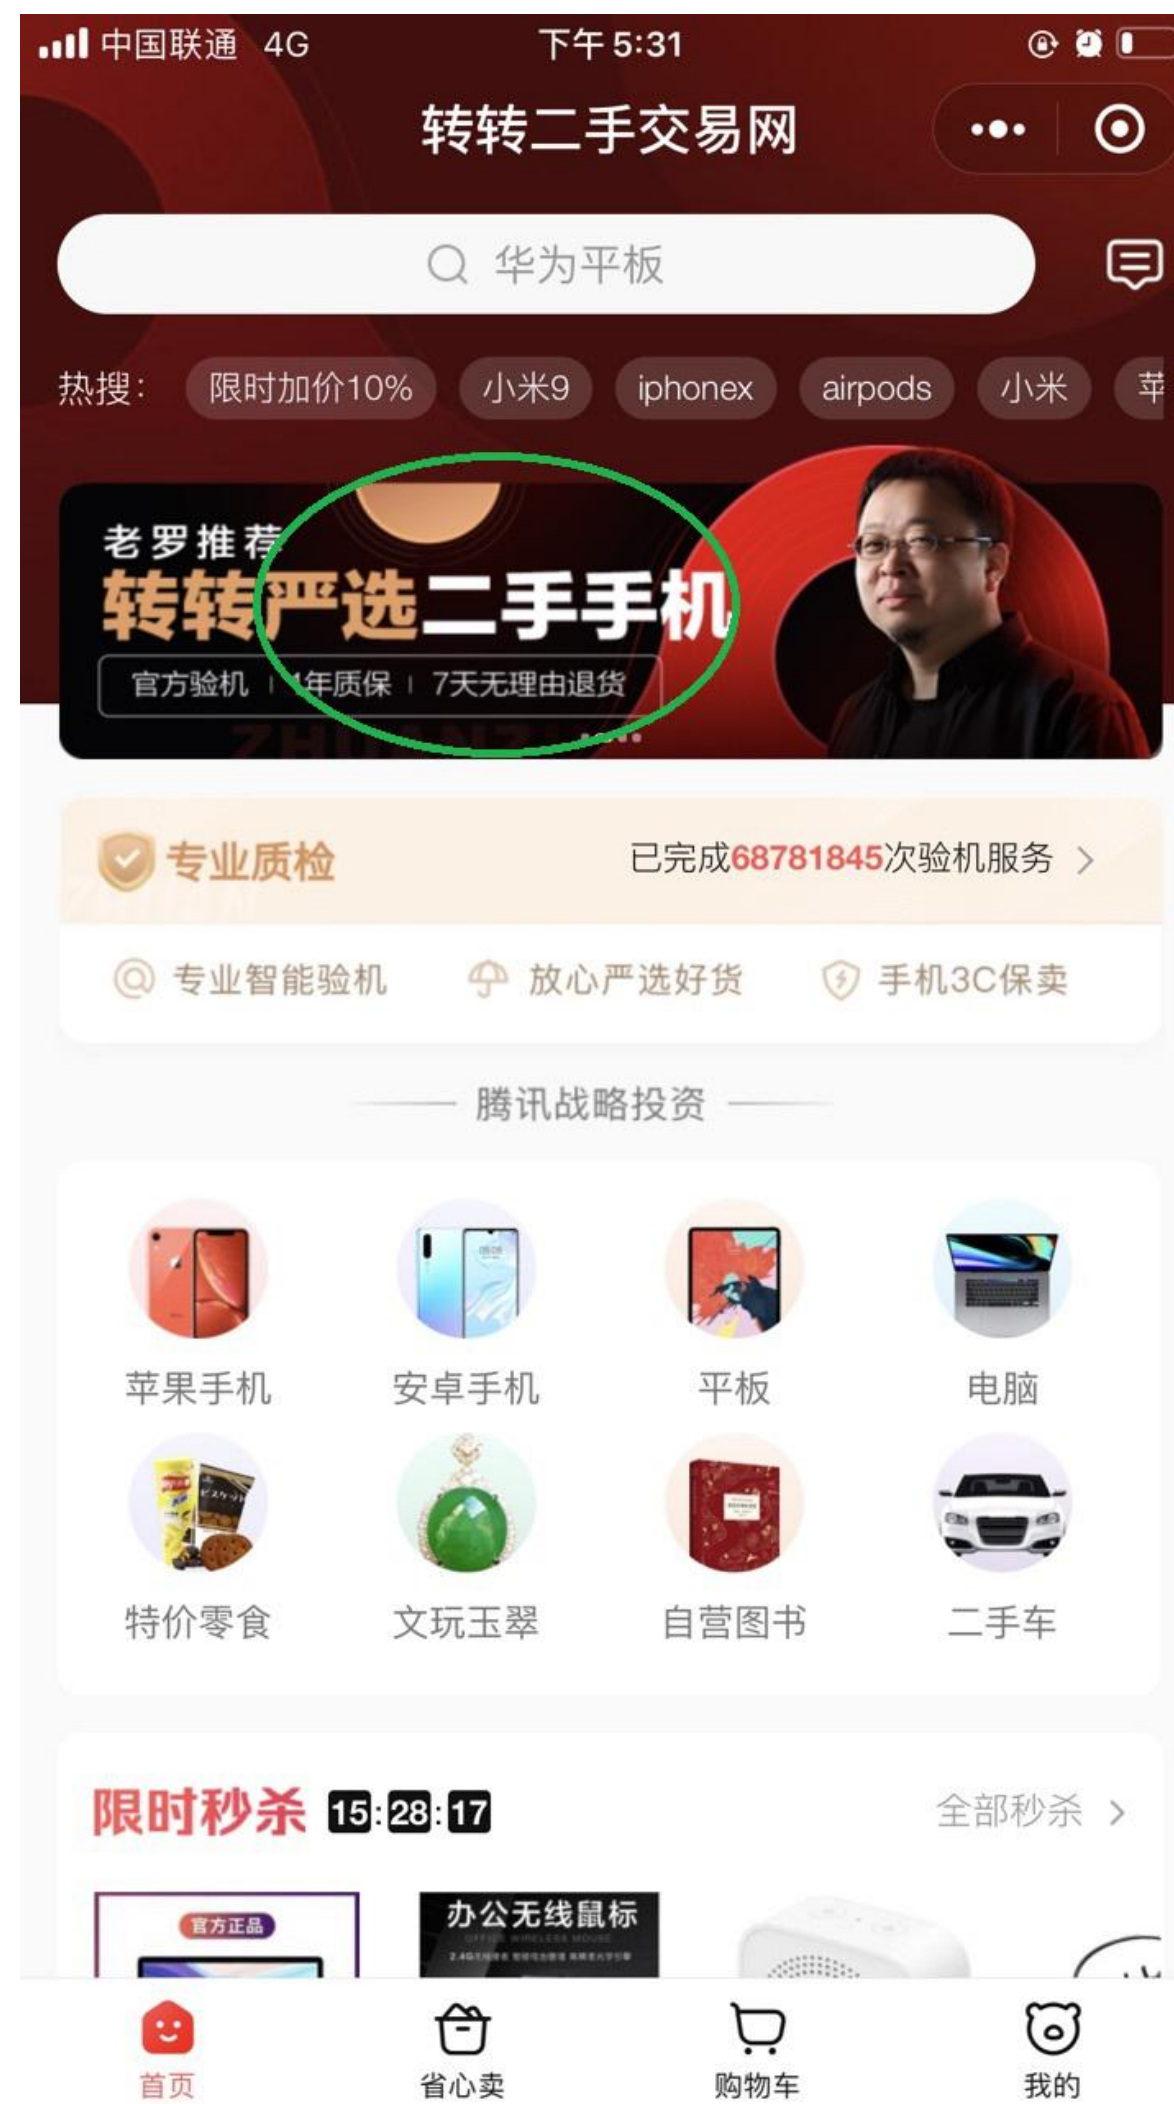 中国联通 4G 下午5:31
转转二手交易网
华为平板
热搜： 限时加价10% 小米9 iphonex airpods 小米 苹
老罗推荐
转转严选二手手机
官方验机 1年质保 7天无理由退货
专业质检 已完成68781845次验机服务
专业智能验机 放心严选好货 手机3C保卖
腾讯战略投资
苹果手机 安卓手机 平板 电脑
特价零食 文玩玉翠 自营图书 二手车
限时秒杀 15:28:17 全部秒杀
官方正品 办公无线鼠标
OFFICE WIRELESS MOUSE
首页 省心卖 购物车 我的